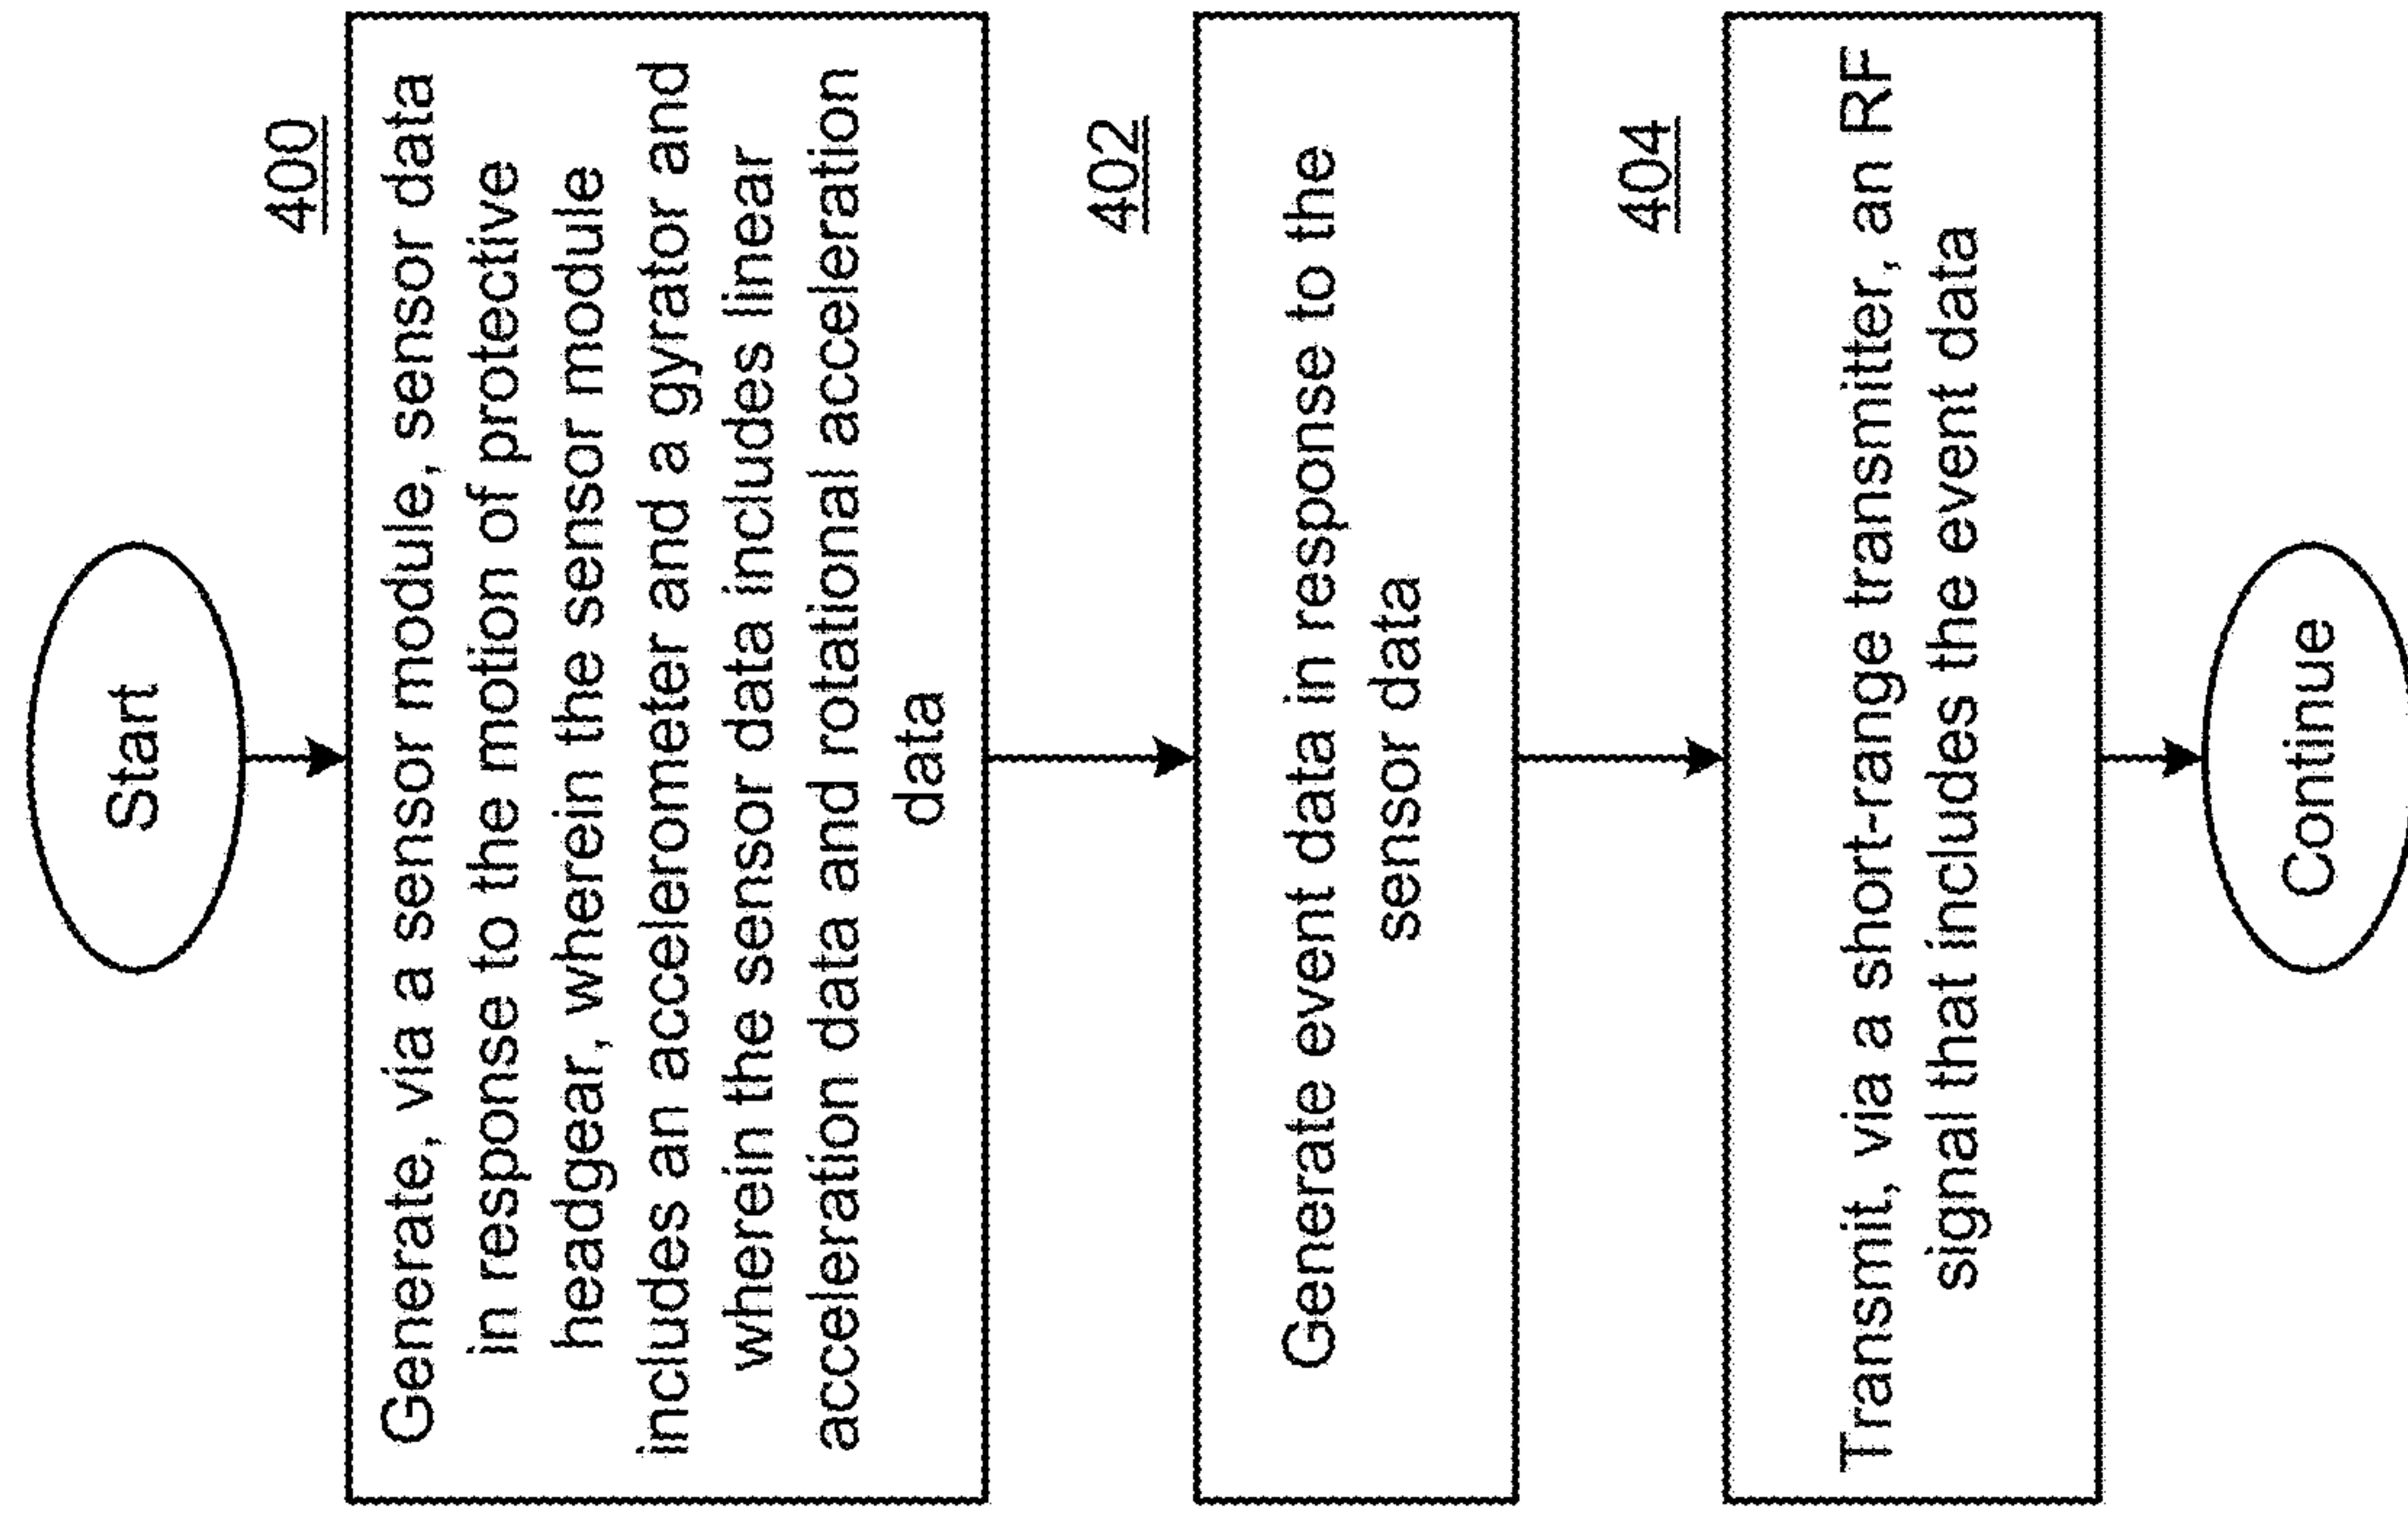 Start
400
Generate, via a sensor module, sensor data
in response to the motion of protective
headgear, wherein the sensor module
includes an accelerometer and a gyrator and
wherein the sensor data includes linear
acceleration data and rotational acceleration
data
402
Generate event data in response to the
sensor data
404
Transmit, via a short-range transmitter, an RF
signal that includes the event data
Continue